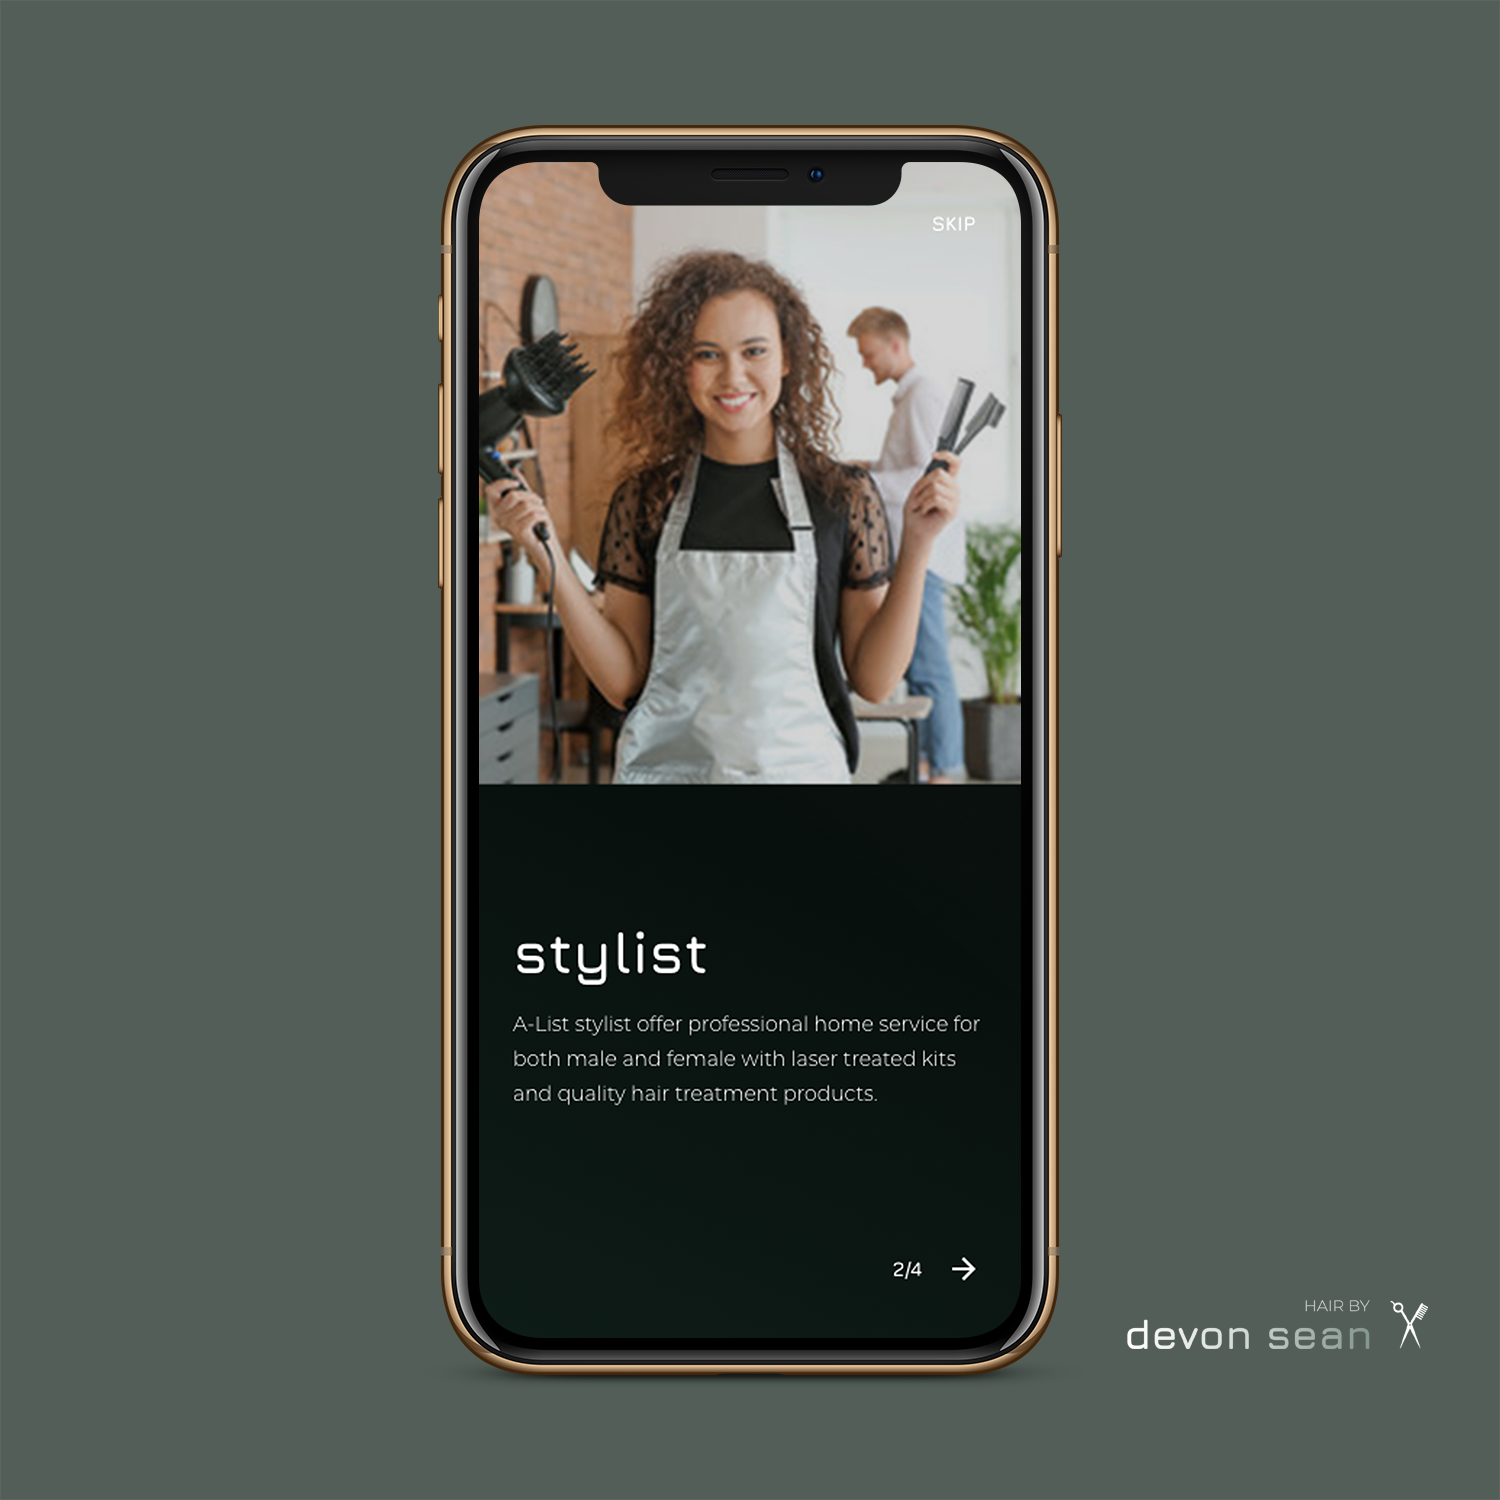 SKIP
stylist
A-List stylist offer professional home service for
both male and female with laser treated kits
and quality hair treatment products.
2/4
HAIR BY
devon sean